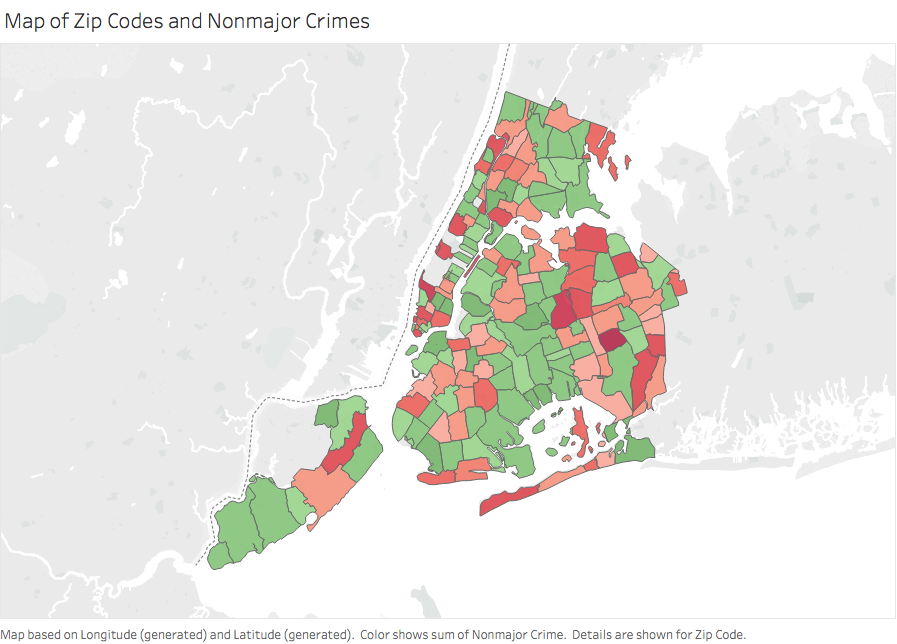 Map of Zip Codes and Nonmajor Crimes
Map based on Longitude (generated) and Latitude (generated).  Color shows sum of Nonmajor Crime.  Details are shown for Zip Code.